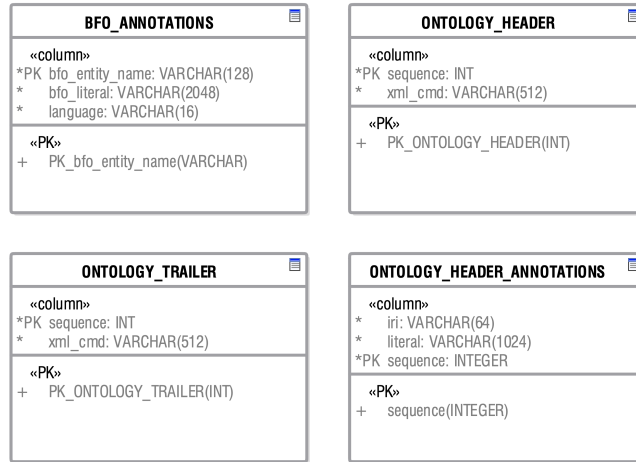 BFO_ANNOTATIONS
«column»
*PK bfo_entity_name: VARCHAR(128)
* bfo_literal: VARCHAR(2048)
* language: VARCHAR(16)
«PK»
+ PK_bfo_entity_name(VARCHAR)
ONTOLOGY_HEADER
«column»
*PK sequence: INT
* xml_cmd: VARCHAR(512)
«PK»
+ PK_ONTOLOGY_HEADER(INT)
ONTOLOGY_TRAILER
«column»
*PK sequence: INT
* xml_cmd: VARCHAR(512)
«PK»
+ PK_ONTOLOGY_TRAILER(INT)
ONTOLOGY_HEADER_ANNOTATIONS
«column»
* iri: VARCHAR(64)
* literal: VARCHAR(1024)
*PK sequence: INTEGER
«PK»
+ sequence(INTEGER)